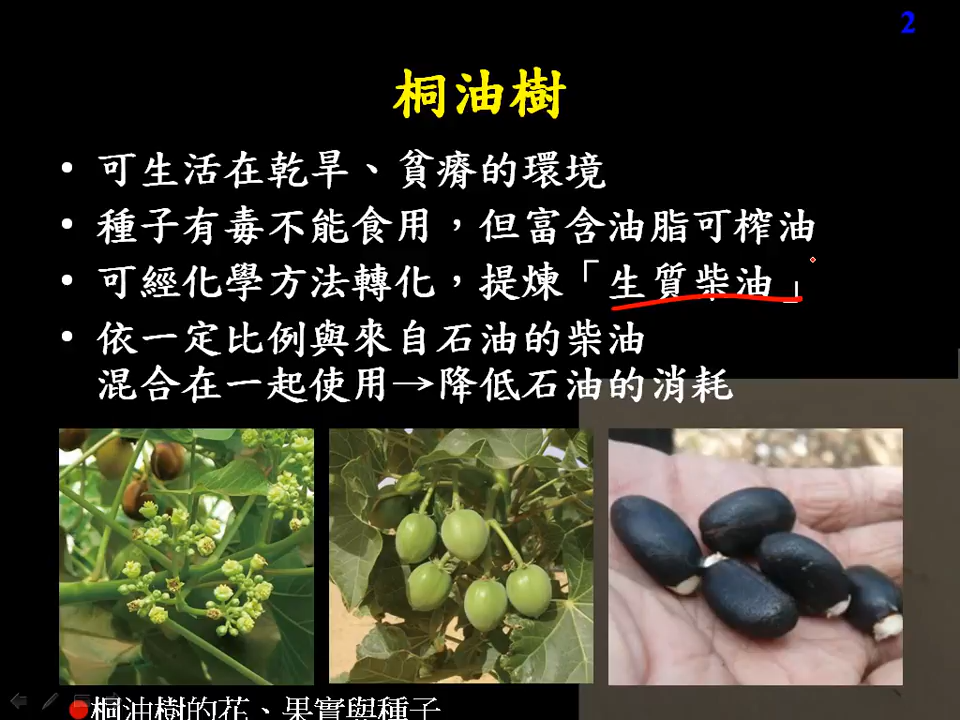 2
桐油樹
• 可生活在乾旱、貧瘠的環境
• 種子有毒不能食用，但富含油脂可榨油
• 可經化學方法轉化，提煉「生質柴油」
• 依一定比例與來自石油的柴油
混合在一起使用→降低石油的消耗
桐油樹的花、果實與種子